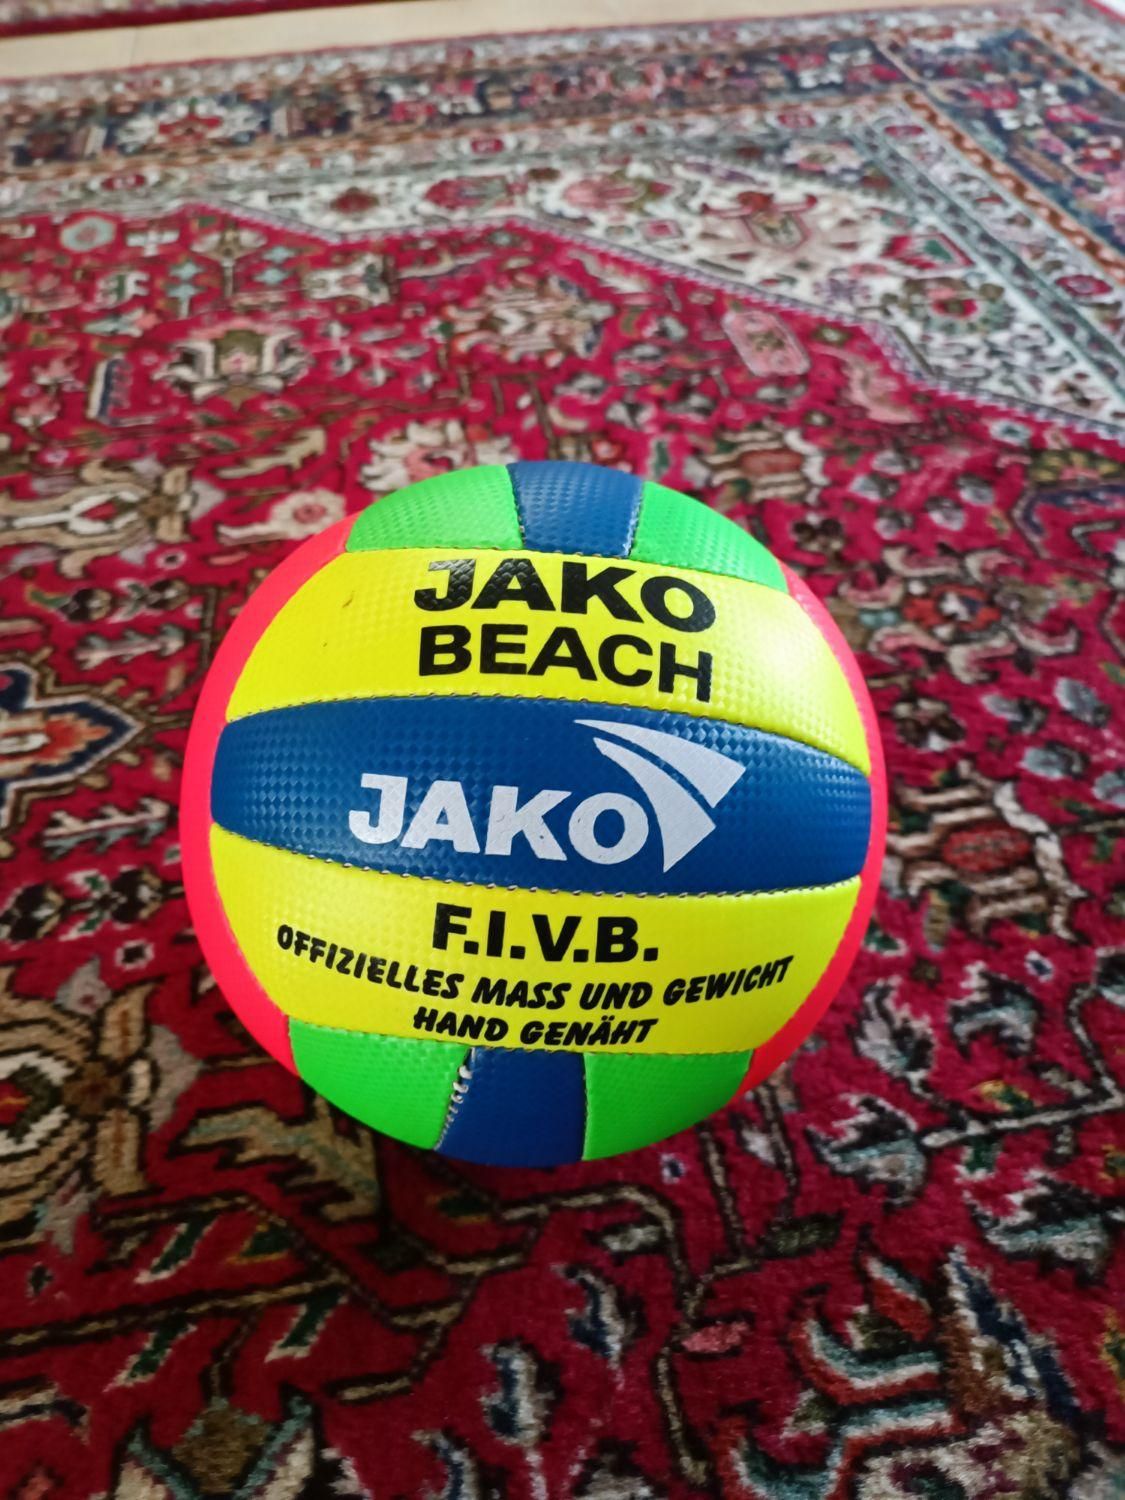 JAKO
BEACH
JAKO
F.I.V.B.
OFFIZIELLES MASS UND GEWICHT
HAND GENÄHT